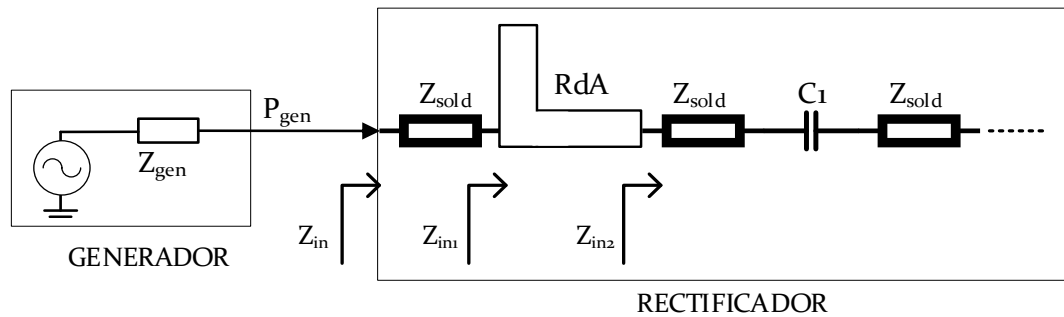 RdA
Z_sold
Z_sold
C1
Z_sold
P_gen
Z_gen
Z_in
Z_in1
Z_in2
GENERADOR
RECTIFICADOR